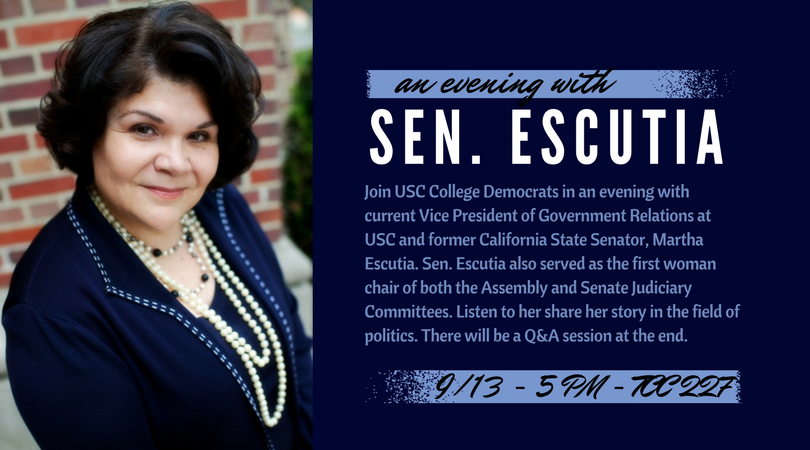 an evening with
SEN. ESCUTIA
Join USC College Democrats in an evening with
current Vice President of Government Relations at
USC and former California State Senator, Martha
Escutia. Sen. Escutia also served as the first woman
chair of both the Assembly and Senate Judiciary
Committees. Listen to her share her story in the field of
politics. There will be a Q&A session at the end.
9/13 - 5 PM - TCC 227